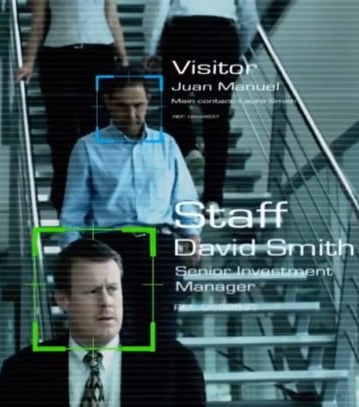 Visitor
Juan Manuel
Main contact: Laura Smith
Staff
David Smith
Senior Investment
Manager